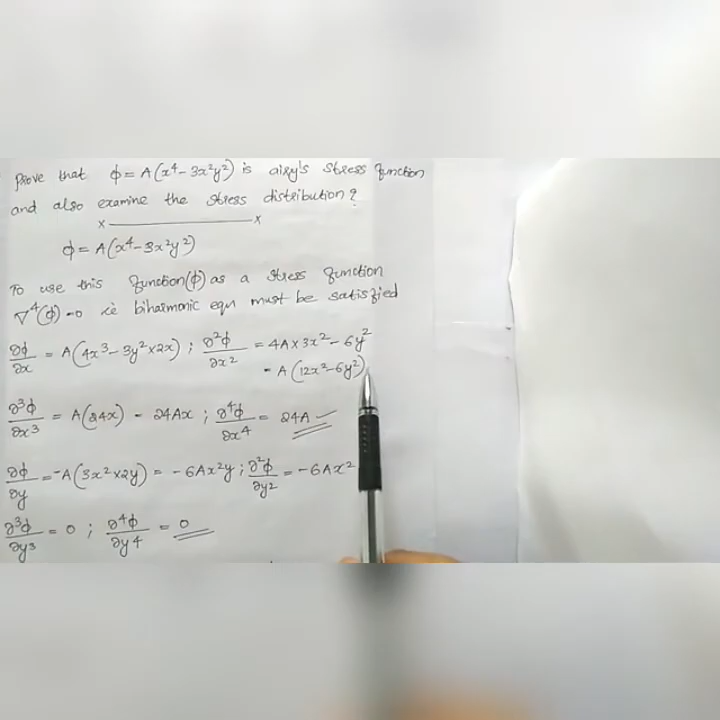 Prove that ϕ = A(x⁴ - 3x²y²) is airy's stress function
and also examine the stress distribution?
x ——— x
ϕ = A(x⁴ - 3x²y²)
To use this function(ϕ) as a stress function
∇⁴(ϕ) = 0 i.e biharmonic equn must be satisfied
∂ϕ/∂x = A(4x³ - 3y² × 2x) ; ∂²ϕ/∂x² = 4A × 3x² - 6y²
= A(12x² - 6y²)
∂³ϕ/∂x³ = A(24x) = 24Ax ; ∂⁴ϕ/∂x⁴ = 24A
∂ϕ/∂y = -A(3x² × 2y) = -6Ax²y ; ∂²ϕ/∂y² = -6Ax²
∂³ϕ/∂y³ = 0 ; ∂⁴ϕ/∂y⁴ = 0